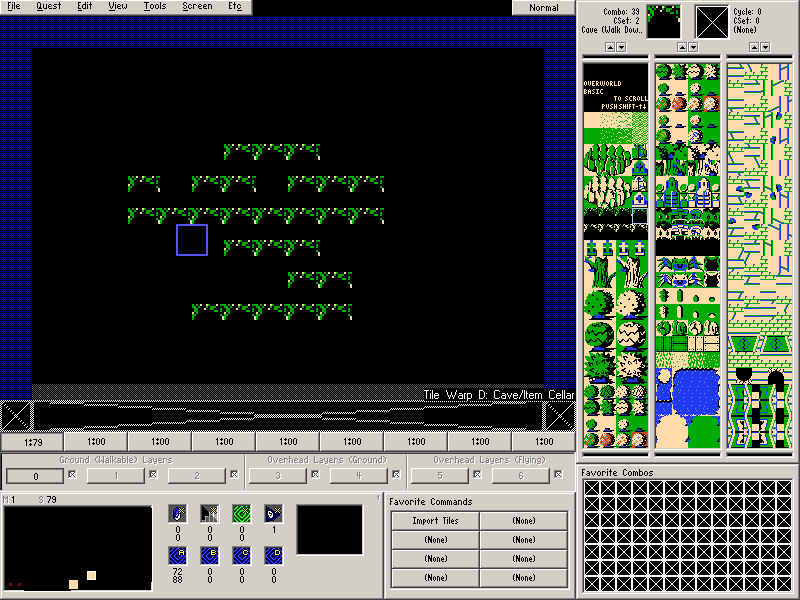 File Quest Edit View Tools Screen Etc
Normal
Combo: 39
CSet: 2
Cave (Walk Dow..
Cycle: 0
CSet: 0
(None)
OVERWORLD
BASIC
TO SCROLL
PUSH SHIFT-↑↓
Tile Warp D: Cave/Item Cellar
1:79 1:00 1:00 1:00 1:00 1:00 1:00 1:00 1:00
Ground (Walkable) Layers Overhead Layers (Ground) Overhead Layers (Flying)
0 1 2 3 4 5 6
M 1 S 79
0 0 0 1
0 0 0
A B C D
72 0 0 0
88 0 0 0
1
Favorite Commands
Import Tiles (None)
(None) (None)
(None) (None)
(None) (None)
Favorite Combos